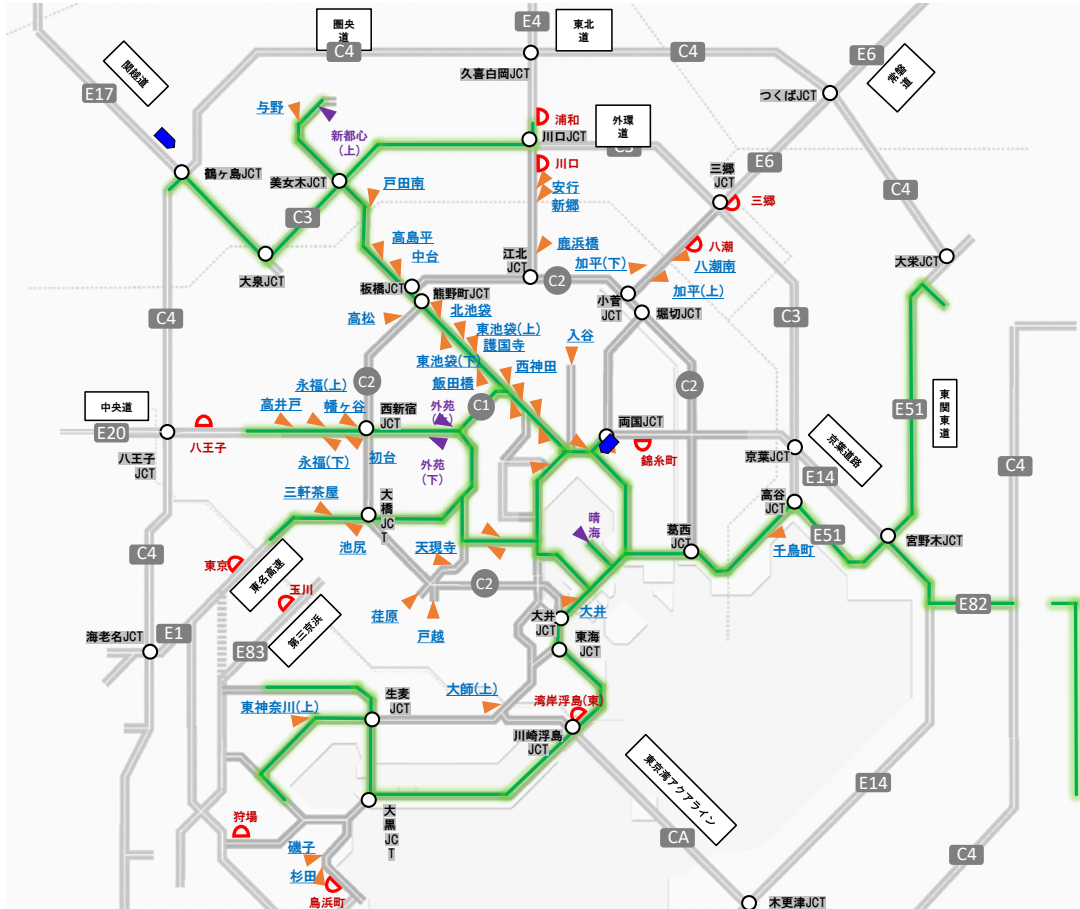 圏央
道
E4
東北
道
C4
C4
E6
常磐
道
関越道
E17
久喜白岡JCT
つくばJCT
与野
新都心
(上)
浦和
外環
道
川口JCT
C3
川口
三郷
JCT
E6
鶴ヶ島JCT
美女木JCT
戸田南
安行
新郷
三郷
C4
C3
高島平
中台
鹿浜橋
八潮
大栄JCT
大泉JCT
江北
JCT
加平(下)
八潮南
板橋JCT
熊野町JCT
C2
加平(上)
小菅
JCT
堀切JCT
C4
高松
北池袋
東池袋(上)
護国寺
入谷
C3
東池袋(下)
西神田
C2
永福(上)
飯田橋
C2
中央道
高井戸
幡ヶ谷
西新宿
JCT
外苑
(上)
C1
両国JCT
E51
東
関
東
道
E20
八王子
京葉道路
八王子
JCT
永福(下)
初台
外苑
(下)
錦糸町
京葉JCT
E14
C4
三軒茶屋
大
橋
JC
T
高谷
JCT
晴
海
葛西
JCT
E51
宮野木JCT
池尻
天現寺
千鳥町
C4
東京
東名高速
玉川
C2
E82
荏原
大井
JCT
大井
第三京浜
戸越
海老名JCT
E1
E83
東海
JCT
大師(上)
生麦
JCT
湾岸浮島(東)
東神奈川(上)
川崎浮島
JCT
東京湾アクアライン
E14
狩場
大
黒
JC
T
CA
磯子
C4
杉田
鳥浜町
木更津JCT